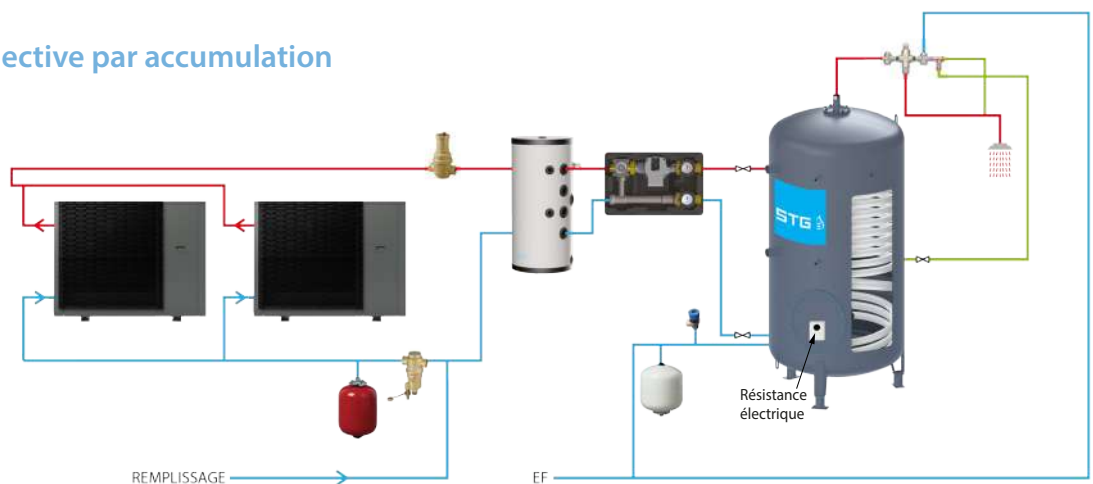 ective par accumulation
STG
Résistance
électrique
REMPLISSAGE
EF